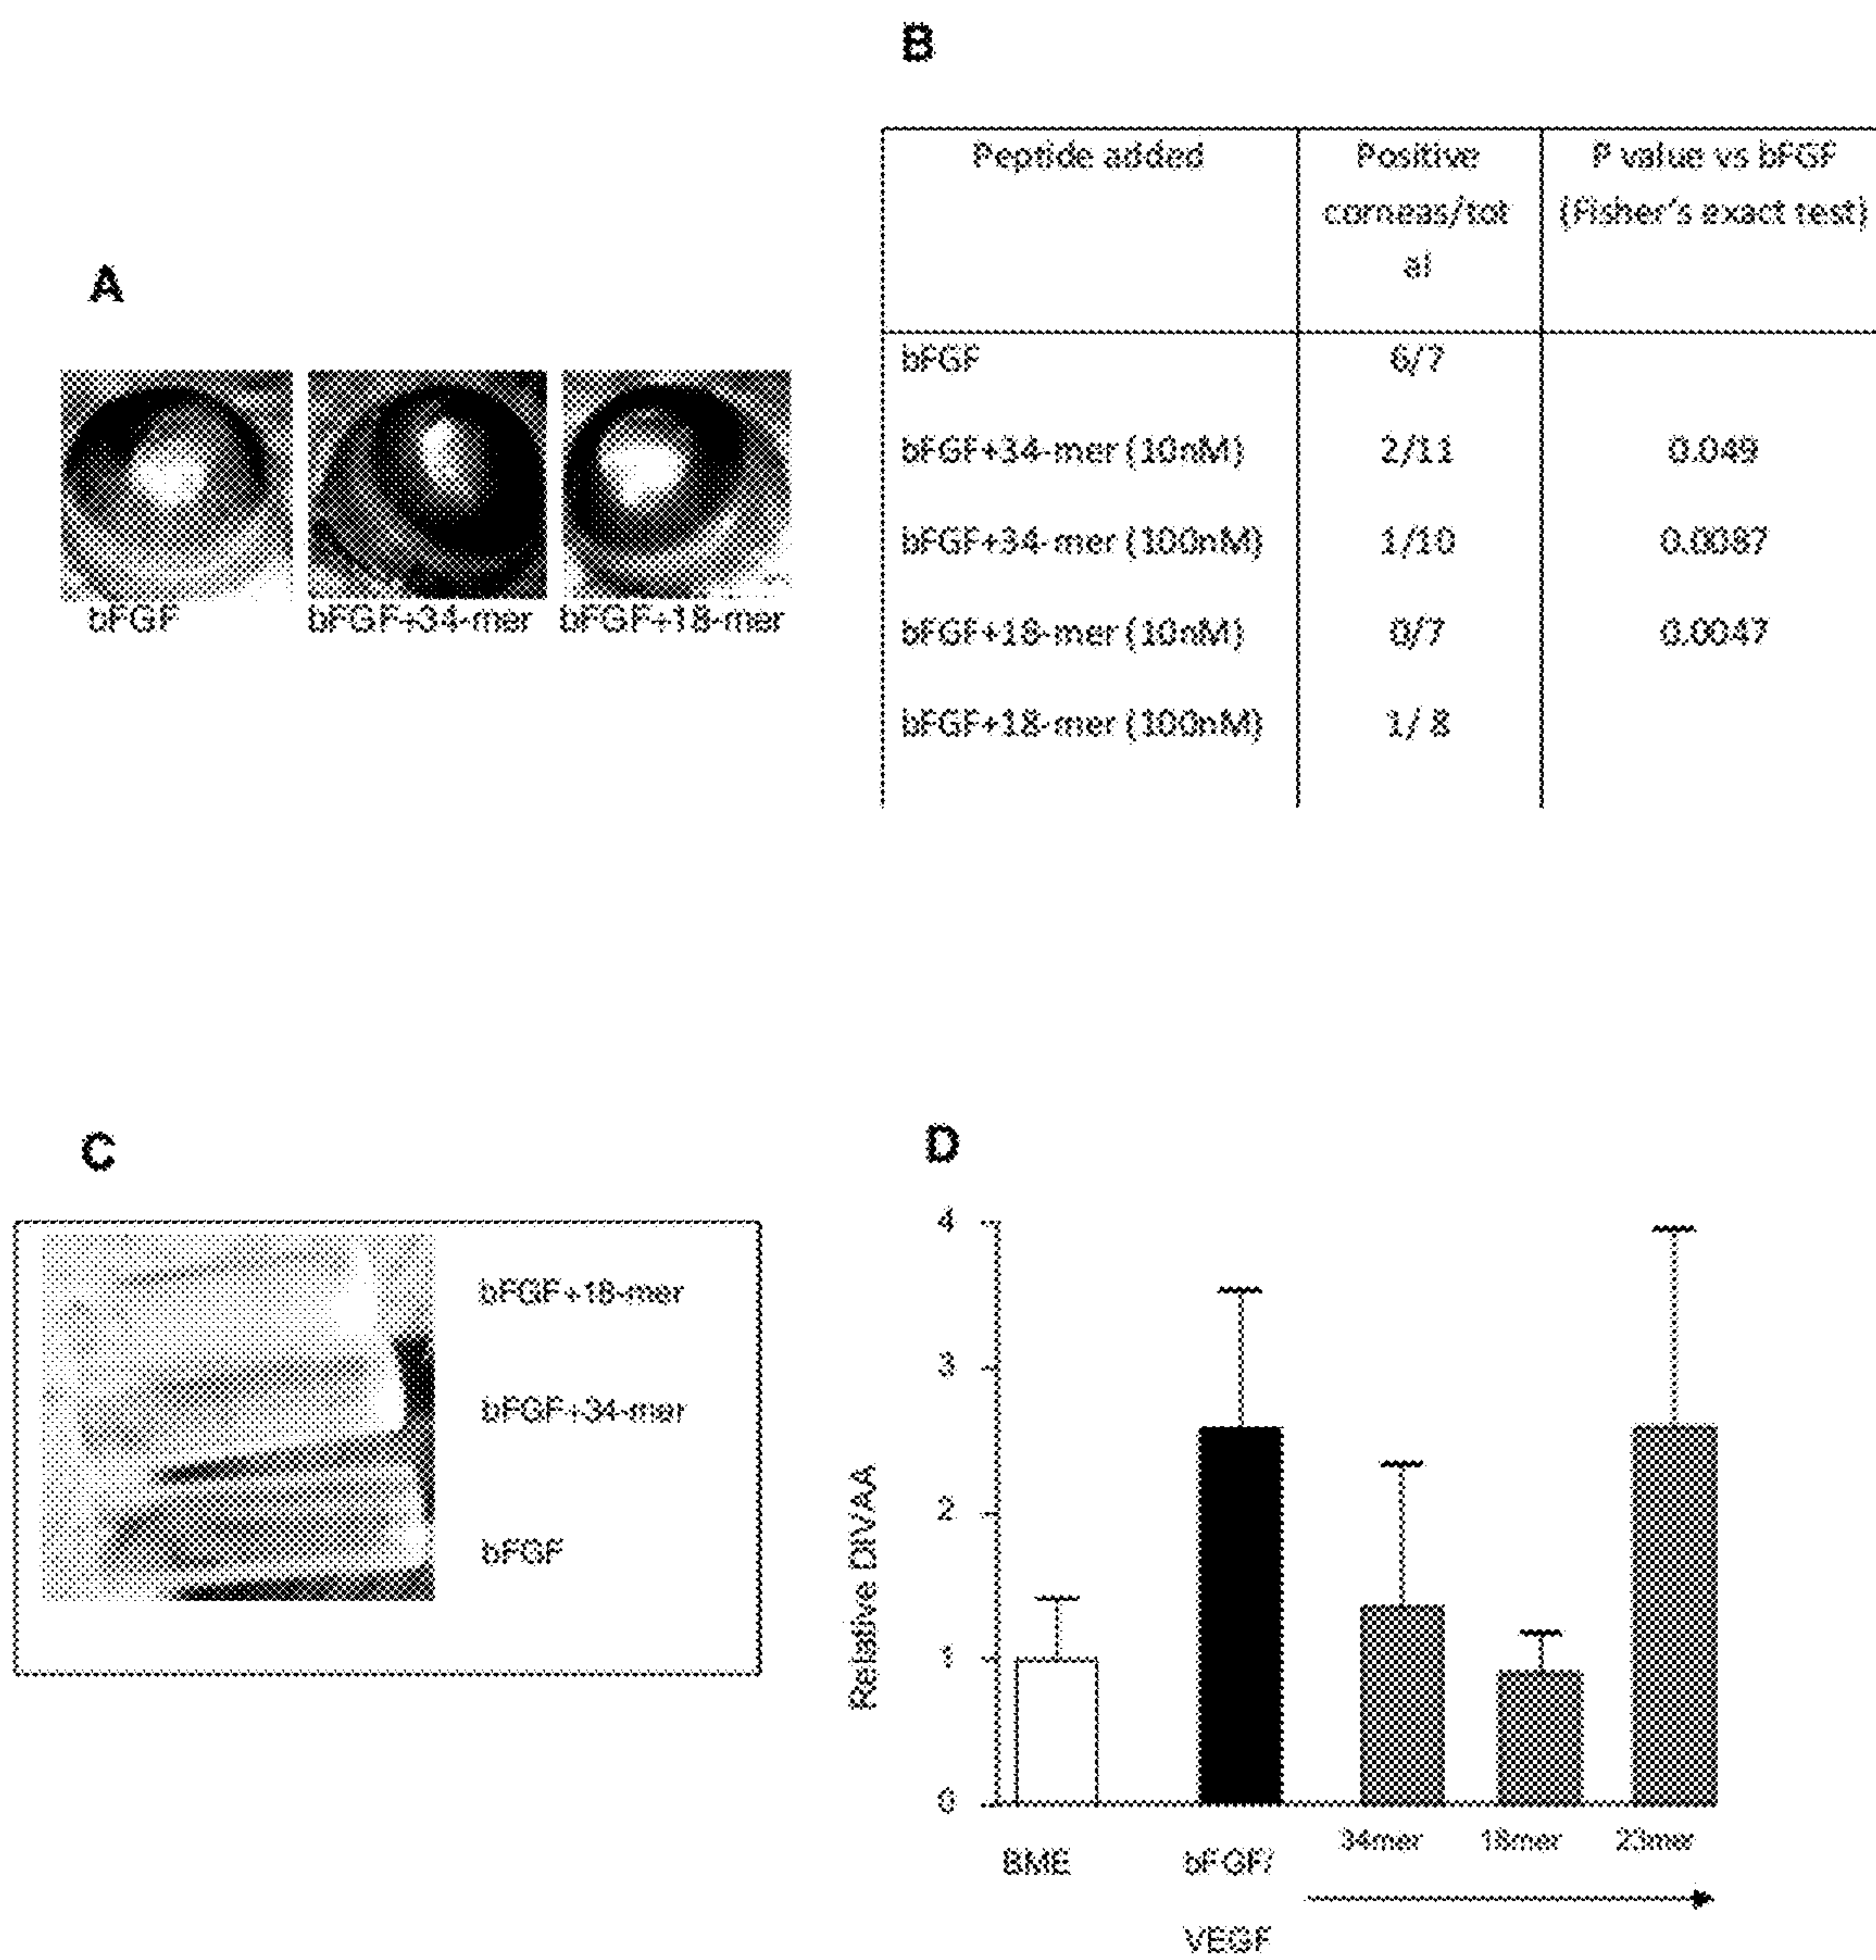 A
bFGF
bFGF+34-mer
bFGF+18-mer
B
Peptide added
Positive
corneas/tot
al
P value vs bFGF
(Fisher's exact test)
bFGF
6/7
bFGF+34-mer (10nM)
2/11
0.049
bFGF+34-mer (100nM)
1/10
0.0087
bFGF+18-mer (10nM)
0/7
0.0047
bFGF+18-mer (100nM)
1/ 8
C
bFGF+18-mer
bFGF+34-mer
bFGF
D
Relative DIVAA
4
3
2
1
0
BME
bFGF/
VEGF
34mer
18mer
23mer